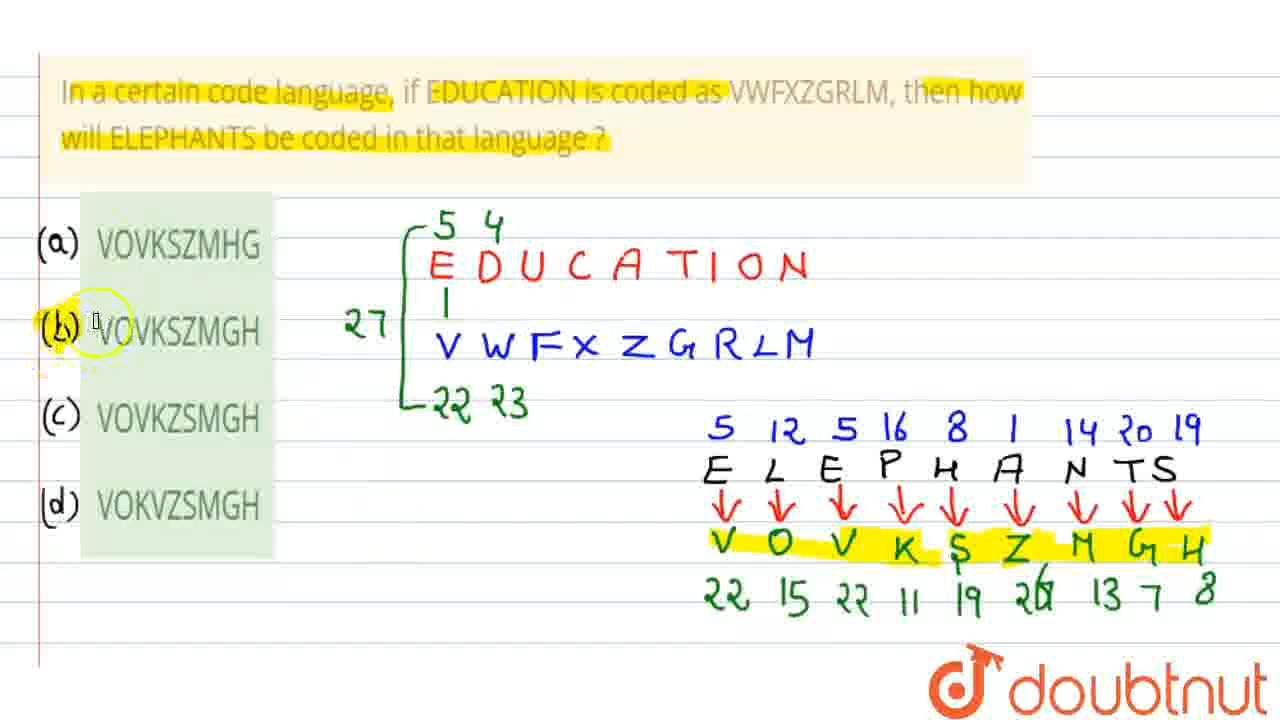 In a certain code language, if EDUCATION is coded as VWFXZGRLM, then how
will ELEPHANTS be coded in that language ?
(a) VOVKSZMHG
(b) VOVKSZMGH
(c) VOVKZSMGH
(d) VOKVZSMGH
5 4
E D U C A T I O N
27
V W F X Z G R L M
22 23
5 12 5 16 8 1 14 20 19
E L E P H A N T S
V O V K S Z M G H
22 15 22 11 19 26 13 7 8
doubtnut